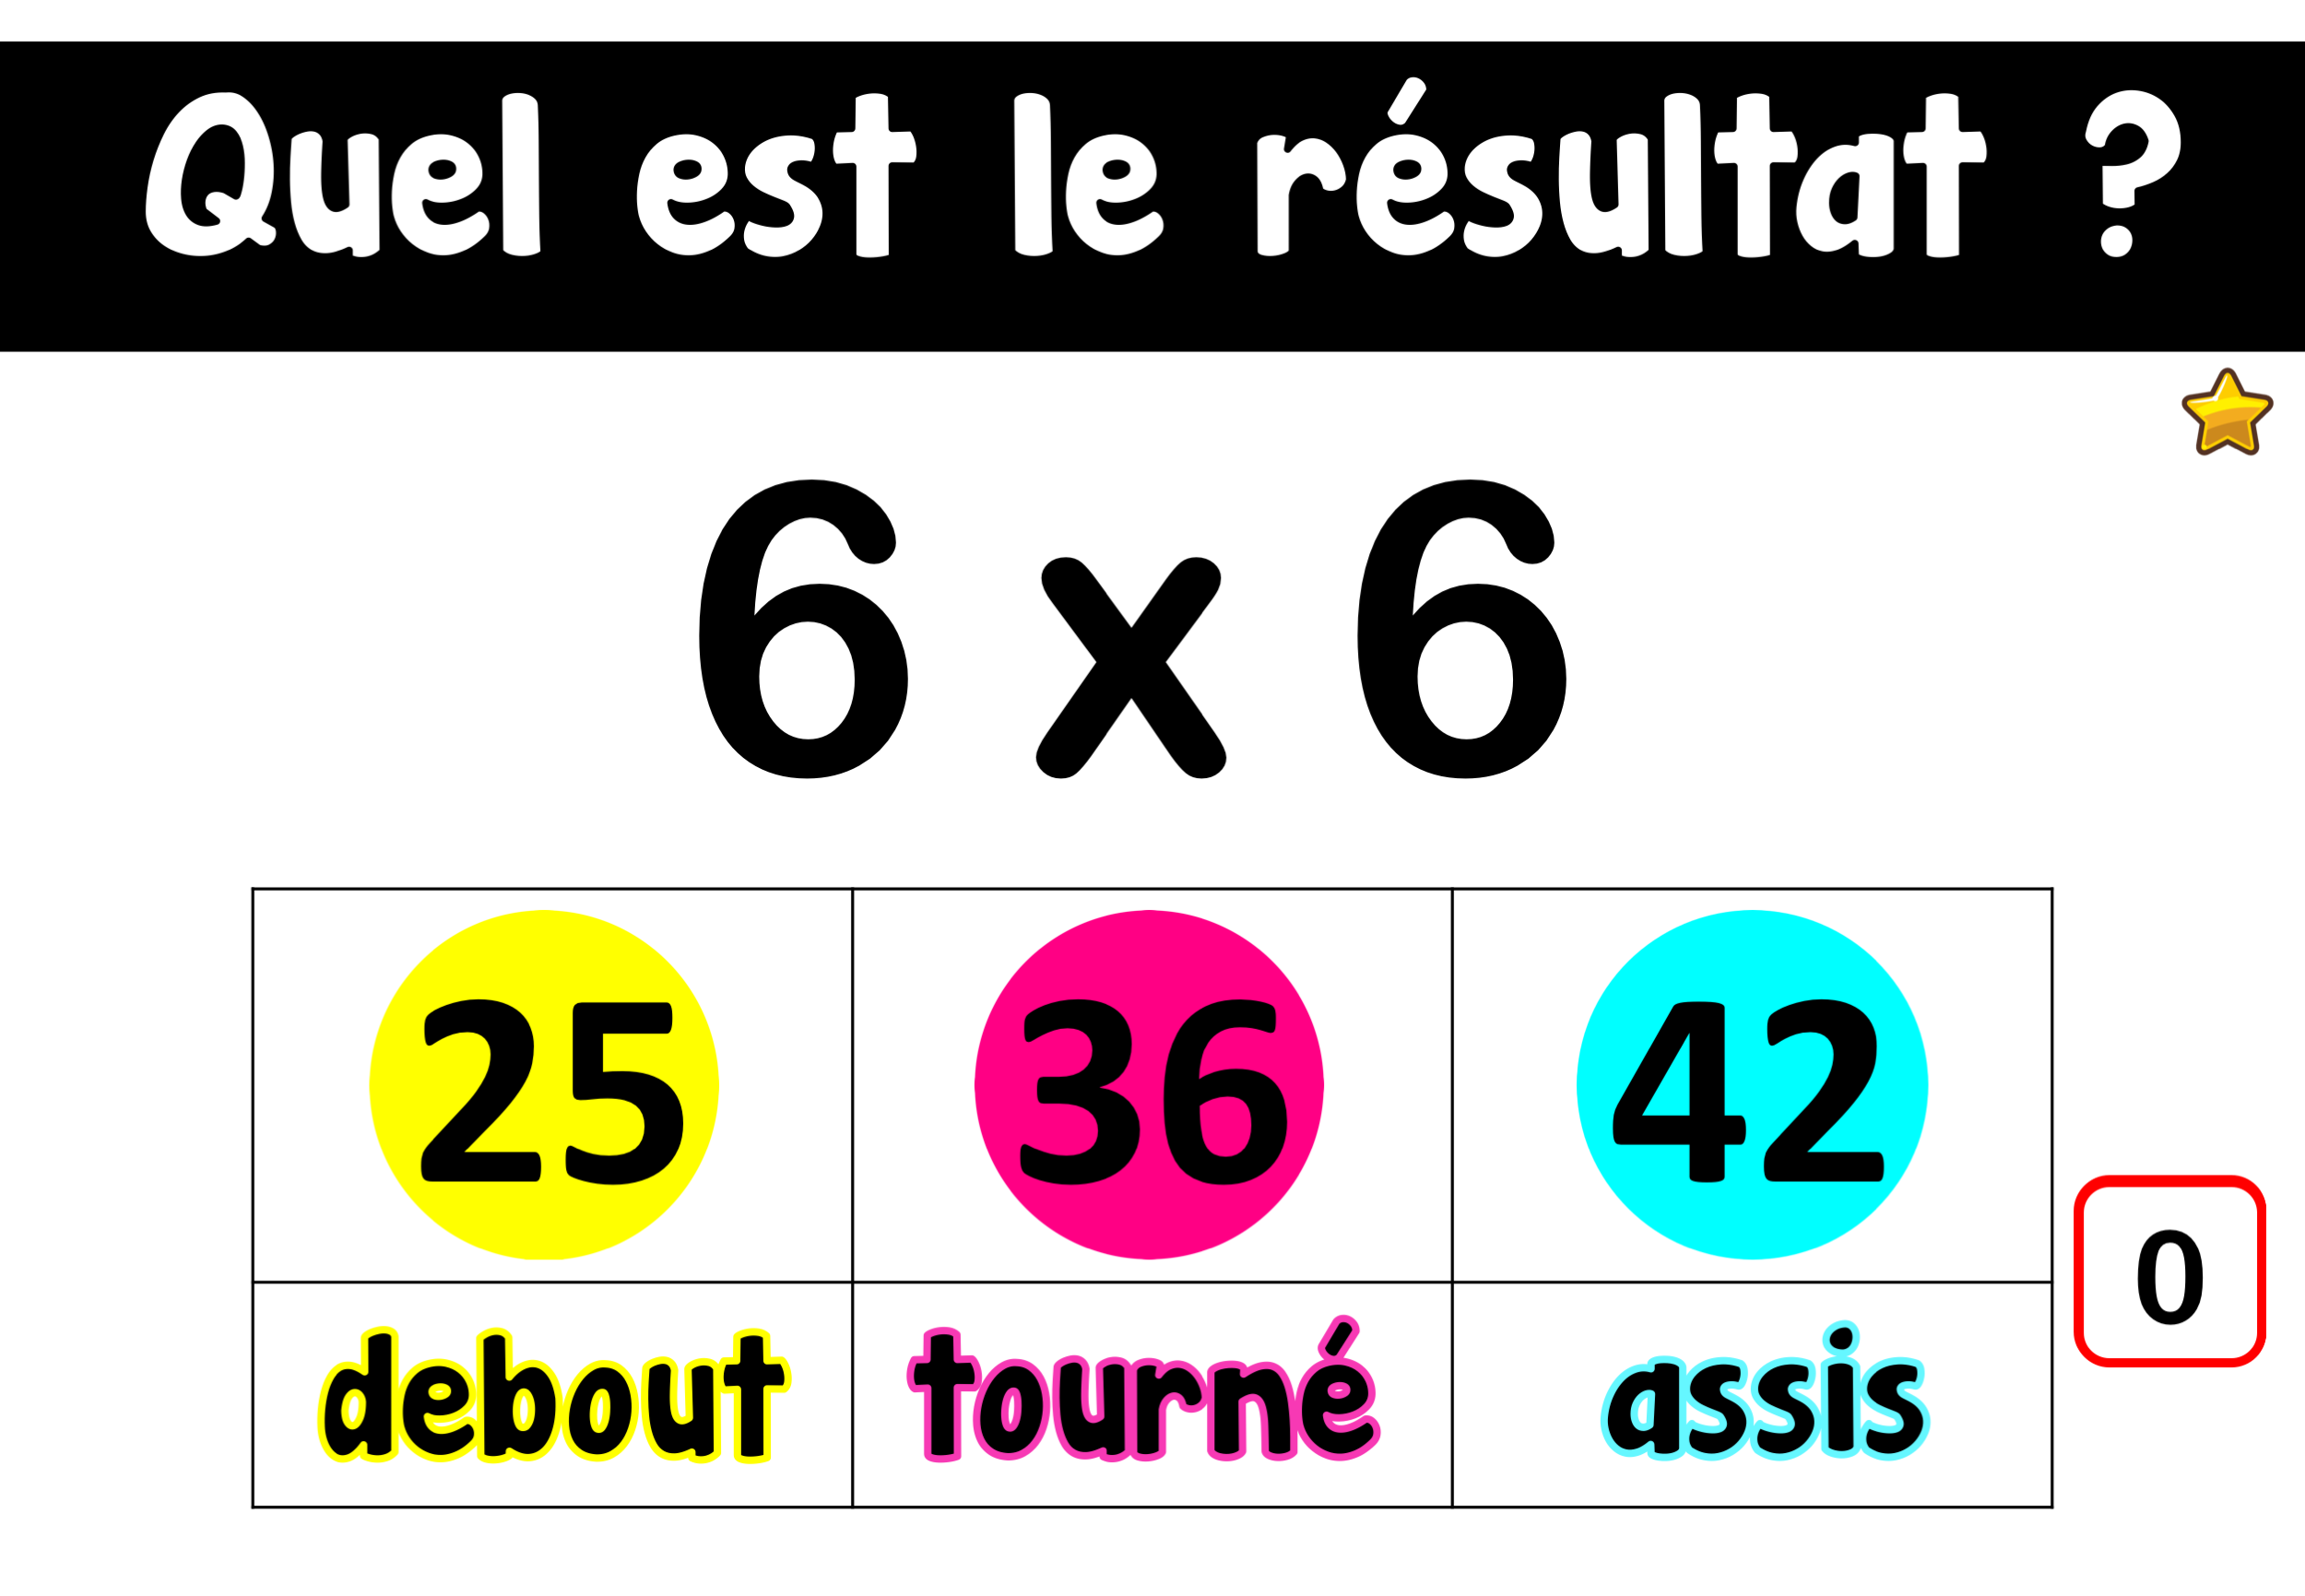 Quel est le résultat ?
6 x 6
25 36 42
0
debout tourné assis